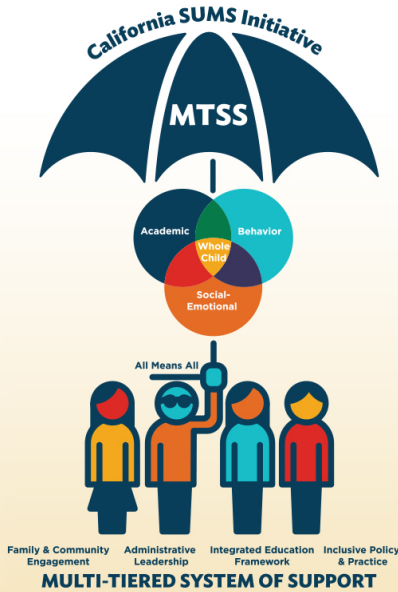 California SUMS Initiative
MTSS
Academic
Behavior
Whole
Child
Social-
Emotional
All Means All
Family & Community
Engagement
Administrative
Leadership
Integrated Education
Framework
Inclusive Policy
& Practice
MULTI-TIERED SYSTEM OF SUPPORT